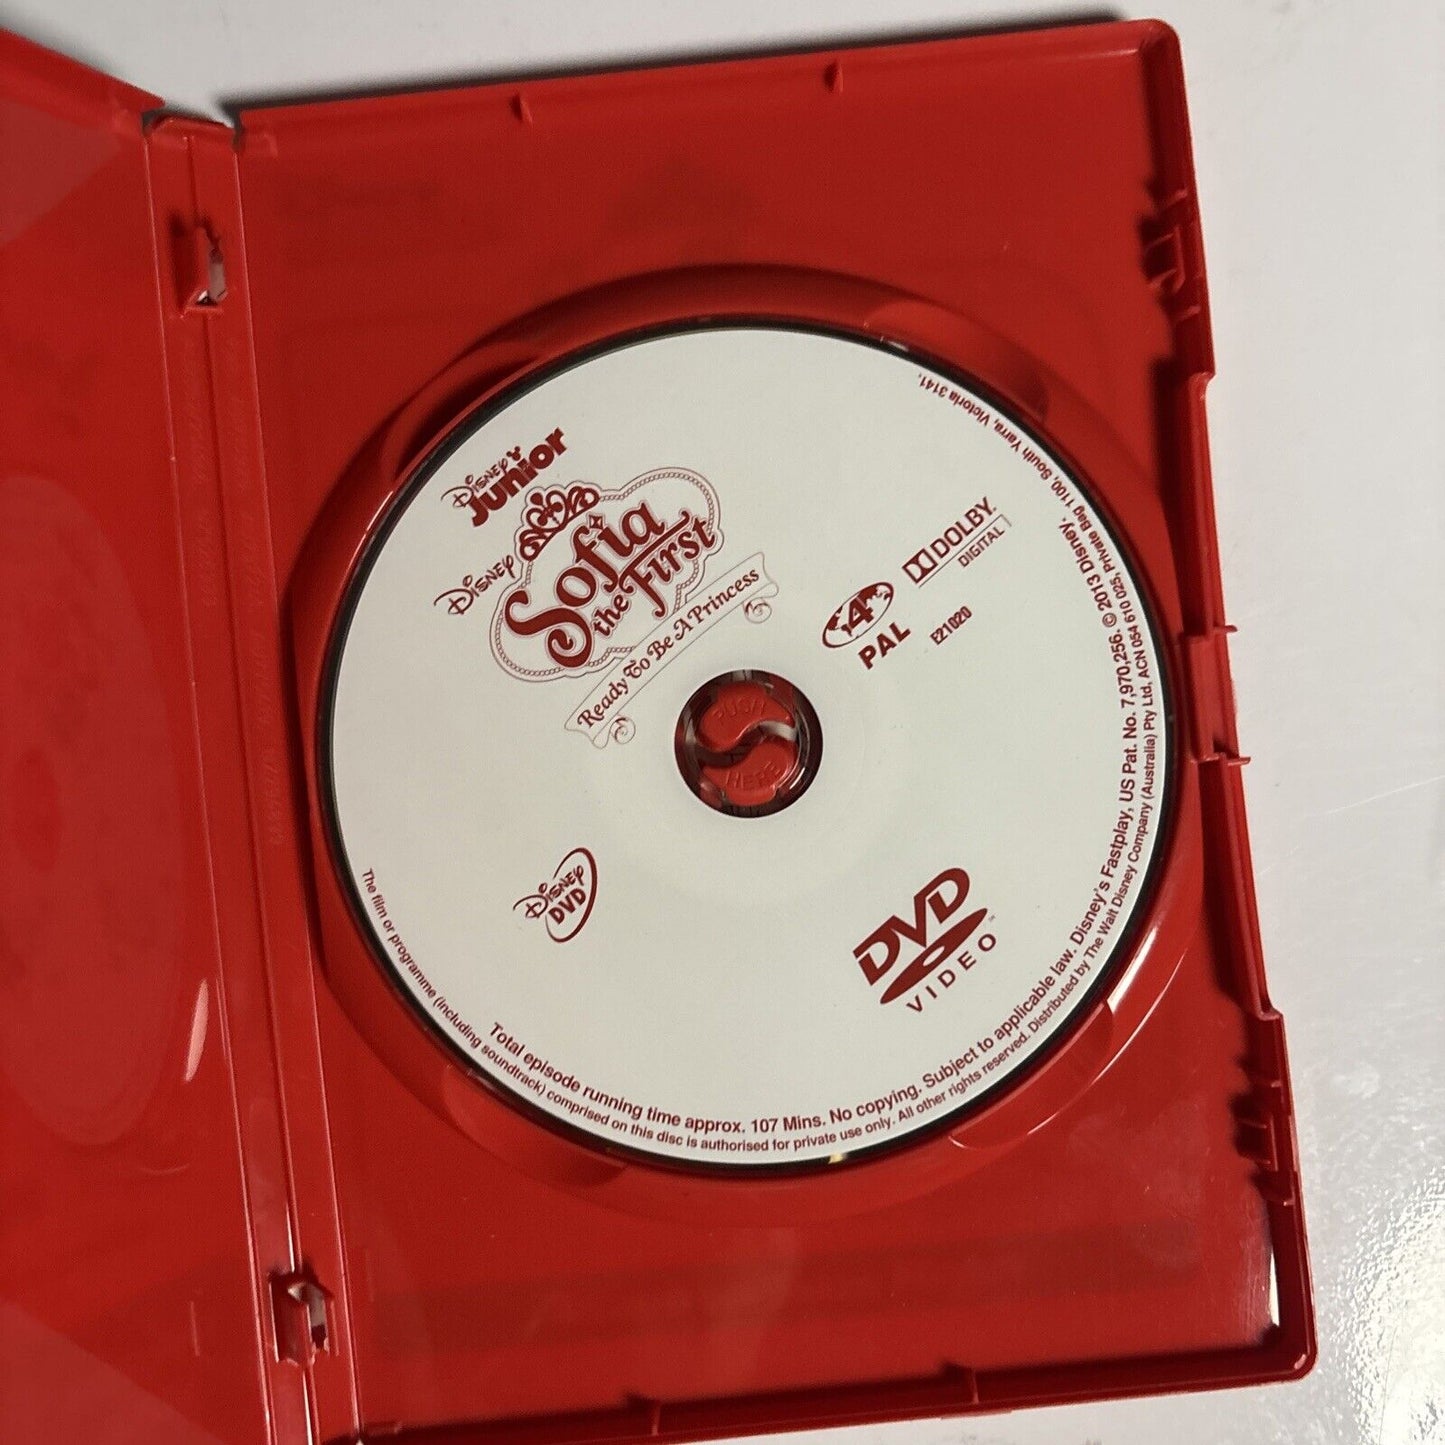 Disney Junior
Disney
Sofia
the First
Ready To Be A Princess
DOLBY
DIGITAL
4
PAL
E21020
PUSH
HERE
Disney
DVD
DVD
VIDEO™
Total episode running time approx. 107 Mins. No copying. Subject to applicable law. Disney's Fastplay, US Pat. No. 7,970,256. © 2013 Disney.
The film or programme (including soundtrack) comprised on this disc is authorised for private use only. All other rights reserved. Distributed by The Walt Disney Company (Australia) Pty Ltd, ACN 054 610 025, Private Bag 1100, South Yarra, Victoria 3141.